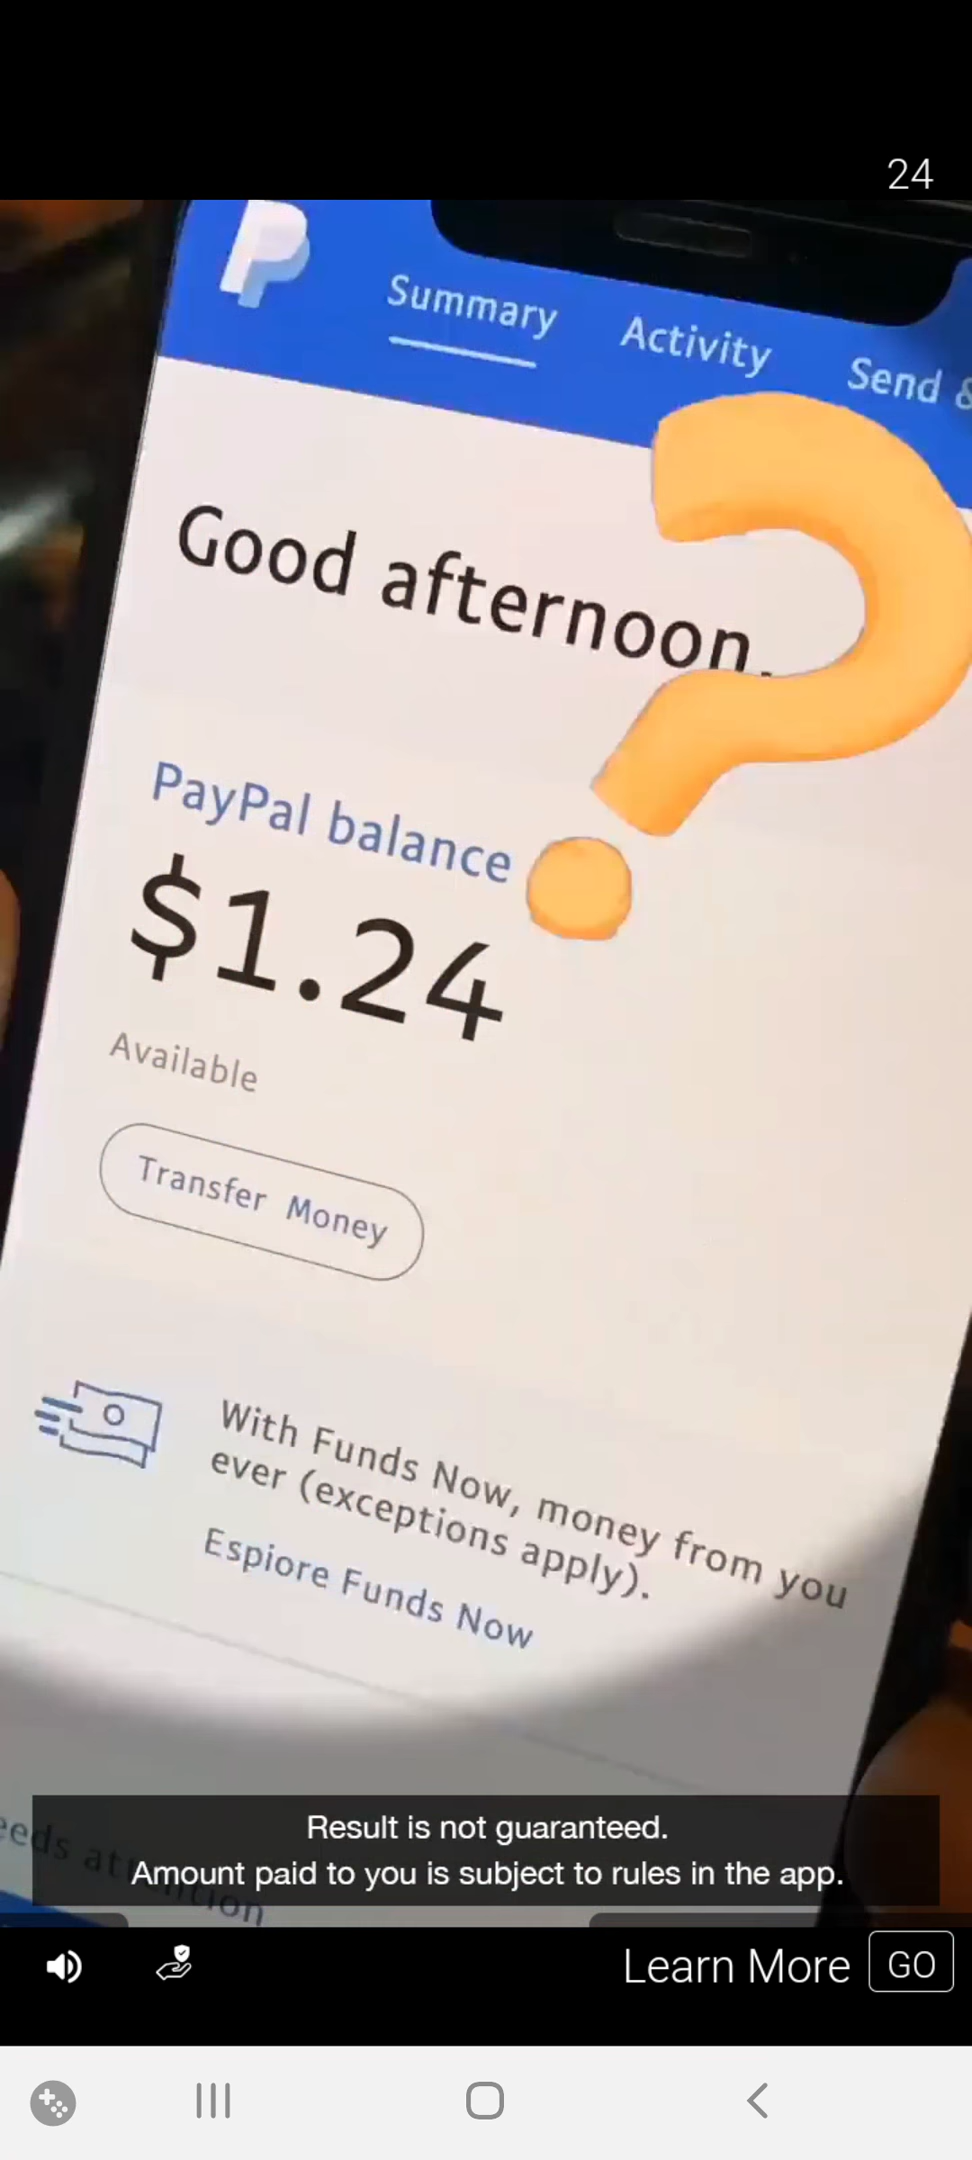 24
Summary Activity Send &
Good afternoon.
PayPal balance
$1.24
Available
Transfer Money
With Funds Now, money from you
ever (exceptions apply).
Espiore Funds Now
eeds attention
Result is not guaranteed.
Amount paid to you is subject to rules in the app.
Learn More GO